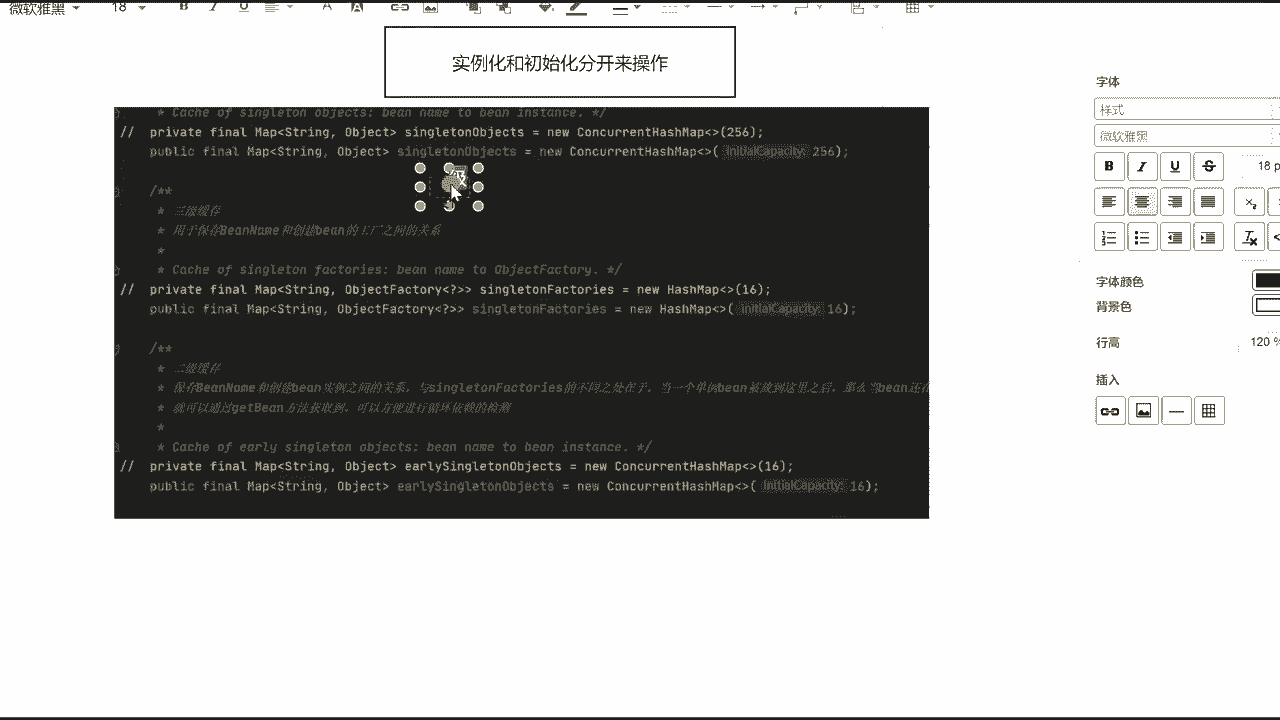 微软雅黑 18 B I U A A
实例化和初始化分开来操作
* Cache of singleton objects: bean name to bean instance. */
// private final Map<String, Object> singletonObjects = new ConcurrentHashMap<>(256);
public final Map<String, Object> singletonObjects = new ConcurrentHashMap<>( initialCapacity: 256);
/**
* 三级缓存
* 用于保存BeanName和创建bean的工厂之间的关系
*
* Cache of singleton factories: bean name to ObjectFactory. */
// private final Map<String, ObjectFactory<?>> singletonFactories = new HashMap<>(16);
public final Map<String, ObjectFactory<?>> singletonFactories = new HashMap<>( initialCapacity: 16);
/**
* 二级缓存
* 保存BeanName和创建bean实例之间的关系，与singletonFactories的不同之处在于，当一个单例bean被放到这里之后，那么当bean还在
* 就可以通过getBean方法获取到，可以方便进行循环依赖的检测
*
* Cache of early singleton objects: bean name to bean instance. */
// private final Map<String, Object> earlySingletonObjects = new ConcurrentHashMap<>(16);
public final Map<String, Object> earlySingletonObjects = new ConcurrentHashMap<>( initialCapacity: 16);
字体
样式
微软雅黑
B I U S 18 p
字体颜色
背景色
行高 120 %
插入